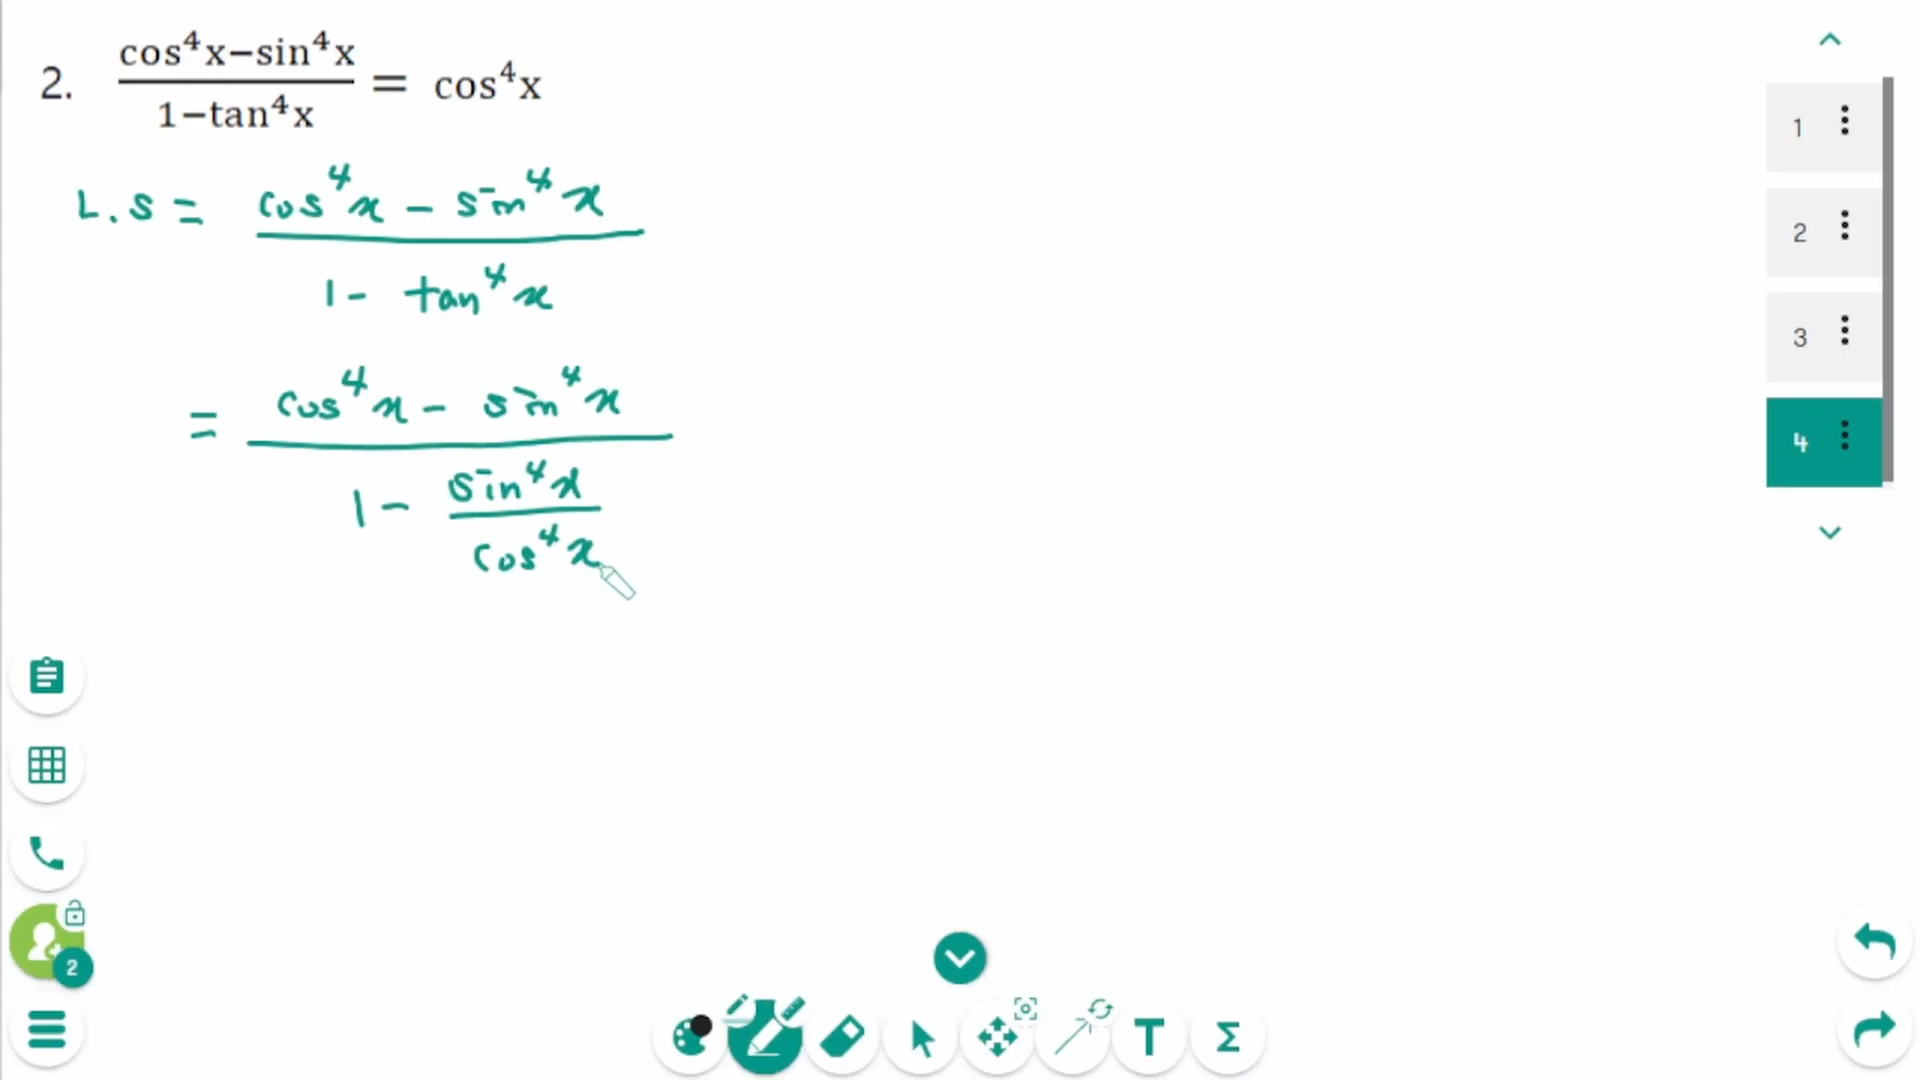 2. cos⁴x−sin⁴x / 1−tan⁴x = cos⁴x
L.S = cos⁴x − sin⁴x
1 − tan⁴x
= cos⁴x − sin⁴x
1 − sin⁴x
cos⁴x
1
2
3
4
2
T
Σ